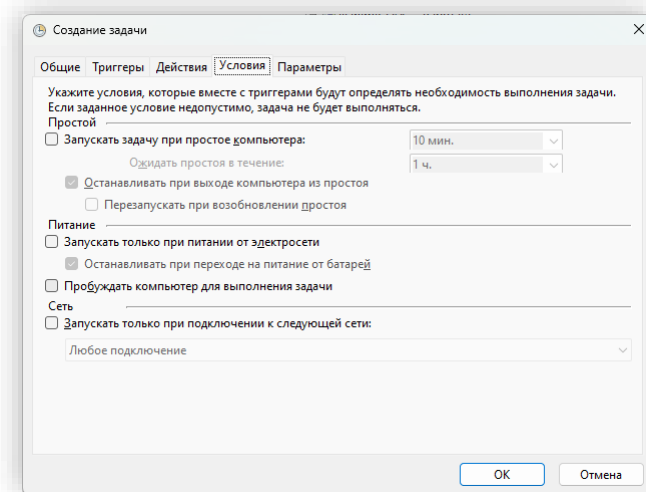 Создание задачи
Общие Триггеры Действия Условия Параметры
Укажите условия, которые вместе с триггерами будут определять необходимость выполнения задачи.
Если заданное условие недопустимо, задача не будет выполняться.
Простой
Запускать задачу при простое компьютера: 10 мин.
Ожидать простоя в течение: 1 ч.
Останавливать при выходе компьютера из простоя
Перезапускать при возобновлении простоя
Питание
Запускать только при питании от электросети
Останавливать при переходе на питание от батарей
Пробуждать компьютер для выполнения задачи
Сеть
Запускать только при подключении к следующей сети:
Любое подключение
ОК Отмена